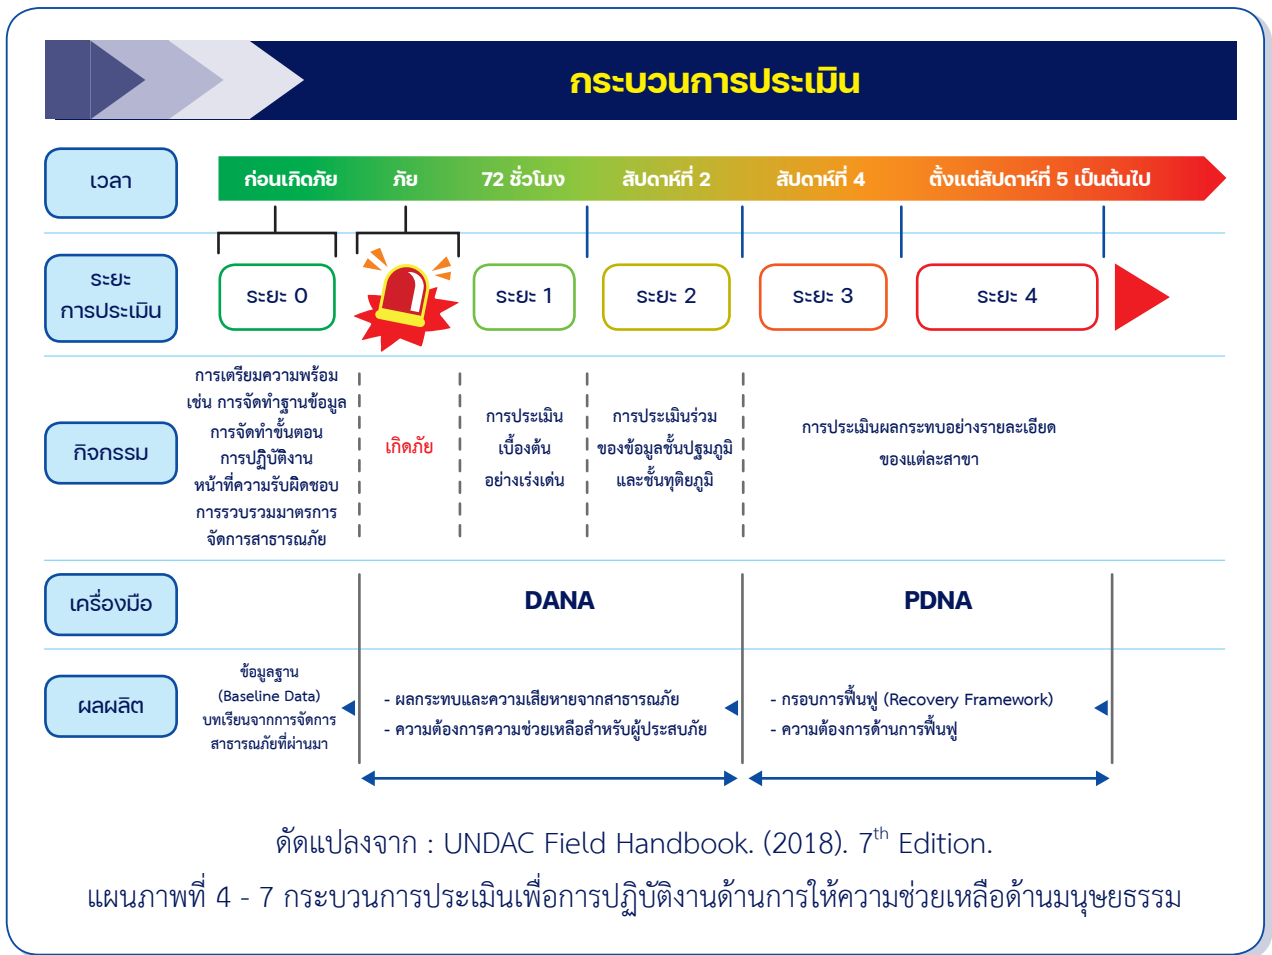 กระบวนการประเมิน
เวลา
ก่อนเกิดภัย
ภัย
72 ชั่วโมง
สัปดาห์ที่ 2
สัปดาห์ที่ 4
ตั้งแต่สัปดาห์ที่ 5 เป็นต้นไป
ระยะ
การประเมิน
ระยะ 0
ระยะ 1
ระยะ 2
ระยะ 3
ระยะ 4
กิจกรรม
การเตรียมความพร้อม
เช่น การจัดทำฐานข้อมูล
การจัดทำขั้นตอน
การปฏิบัติงาน
หน้าที่ความรับผิดชอบ
การรวบรวมมาตรการ
จัดการสาธารณภัย
เกิดภัย
การประเมิน
เบื้องต้น
อย่างเร่งเด่น
การประเมินร่วม
ของข้อมูลชั้นปฐมภูมิ
และชั้นทุติยภูมิ
การประเมินผลกระทบอย่างรายละเอียด
ของแต่ละสาขา
เครื่องมือ
DANA
PDNA
ผลผลิต
ข้อมูลฐาน
(Baseline Data)
บทเรียนจากการจัดการ
สาธารณภัยที่ผ่านมา
- ผลกระทบและความเสียหายจากสาธารณภัย
- ความต้องการความช่วยเหลือสำหรับผู้ประสบภัย
- กรอบการฟื้นฟู (Recovery Framework)
- ความต้องการด้านการฟื้นฟู
ดัดแปลงจาก : UNDAC Field Handbook. (2018). 7th Edition.
แผนภาพที่ 4 - 7 กระบวนการประเมินเพื่อการปฏิบัติงานด้านการให้ความช่วยเหลือด้านมนุษยธรรม